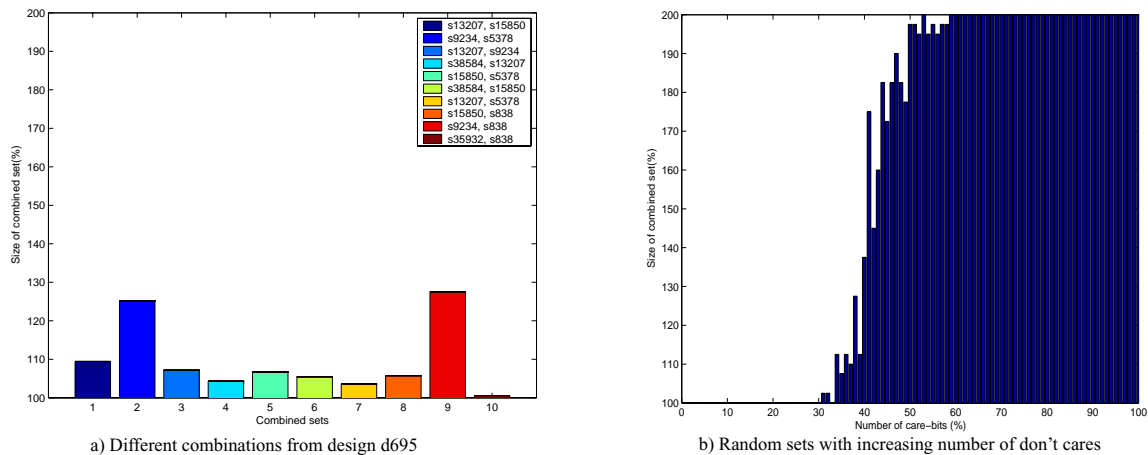 200
190
180
170
160
150
140
130
120
110
100
Size of combined set(%)
1 2 3 4 5 6 7 8 9 10
Combined sets
s13207, s15850
s9234, s5378
s13207, s9234
s38584, s13207
s15850, s5378
s38584, s15850
s13207, s5378
s15850, s838
s9234, s838
s35932, s838
a) Different combinations from design d695
200
190
180
170
160
150
140
130
120
110
100
Size of combined set(%)
0 10 20 30 40 50 60 70 80 90 100
Number of care−bits (%)
b) Random sets with increasing number of don’t cares